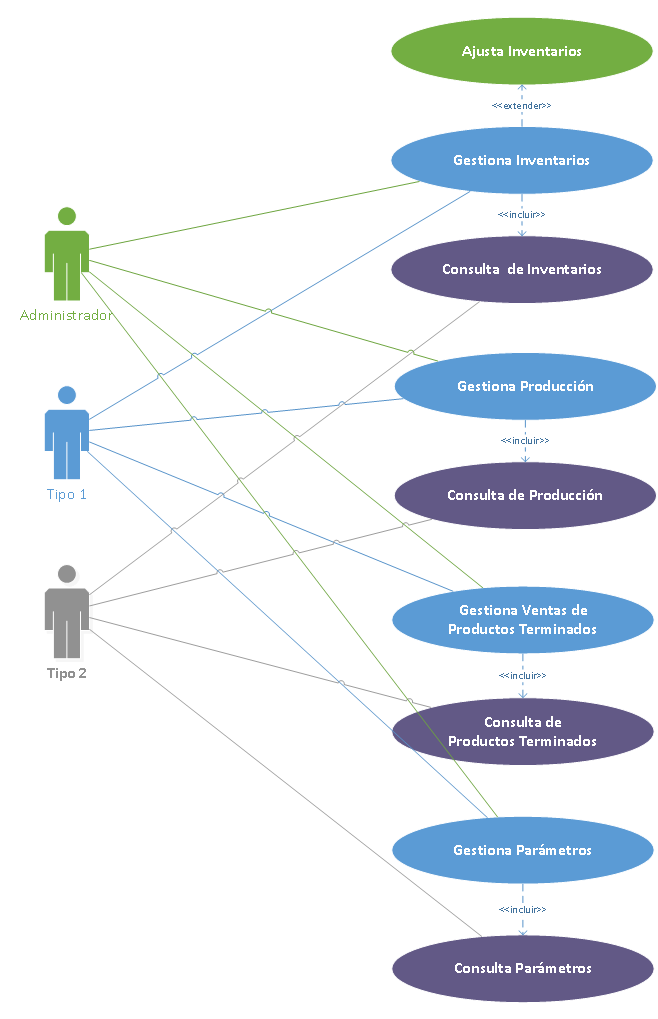 Ajusta Inventarios
<<extender>>
Gestiona Inventarios
<<incluir>>
Consulta de Inventarios
Administrador
Gestiona Producción
<<incluir>>
Tipo 1
Consulta de Producción
Gestiona Ventas de
Productos Terminados
<<incluir>>
Tipo 2
Consulta de
Productos Terminados
Gestiona Parámetros
<<incluir>>
Consulta Parámetros